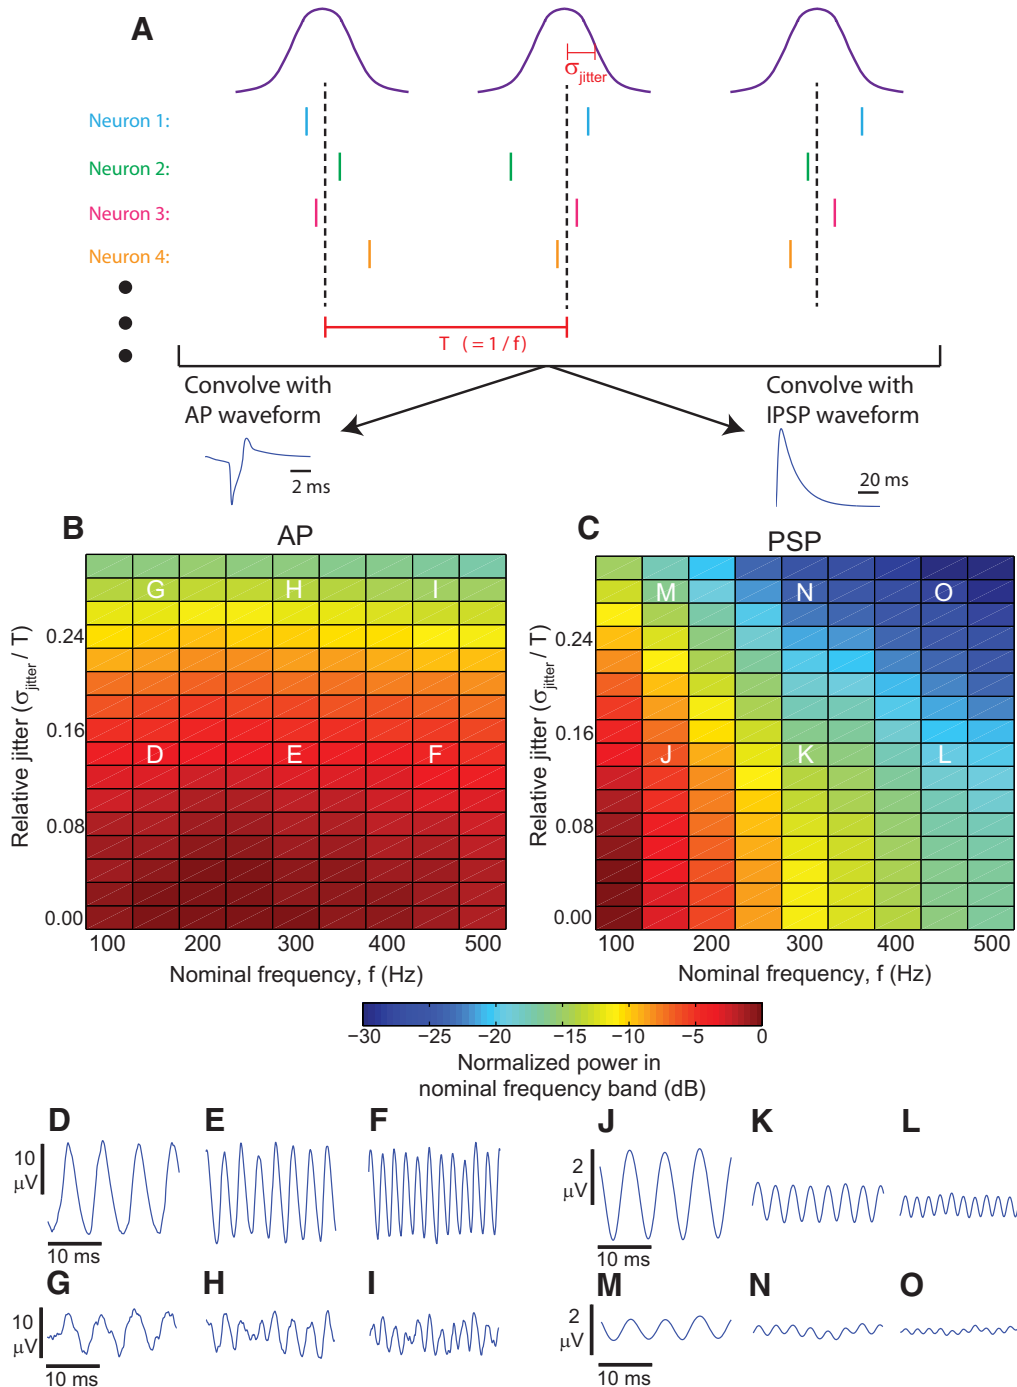 A
σjitter
Neuron 1:
Neuron 2:
Neuron 3:
Neuron 4:
T (= 1 / f)
Convolve with
AP waveform
2 ms
Convolve with
IPSP waveform
20 ms
B
AP
G H I
D E F
0.24
0.16
0.08
0.00
Relative jitter (σjitter / T)
100 200 300 400 500
Nominal frequency, f (Hz)
C
PSP
M N O
J K L
0.24
0.16
0.08
0.00
Relative jitter (σjitter / T)
100 200 300 400 500
Nominal frequency, f (Hz)
−30 −25 −20 −15 −10 −5 0
Normalized power in
nominal frequency band (dB)
D E F
10
μV
10 ms
J K L
2
μV
10 ms
G H I
10
μV
10 ms
M N O
2
μV
10 ms